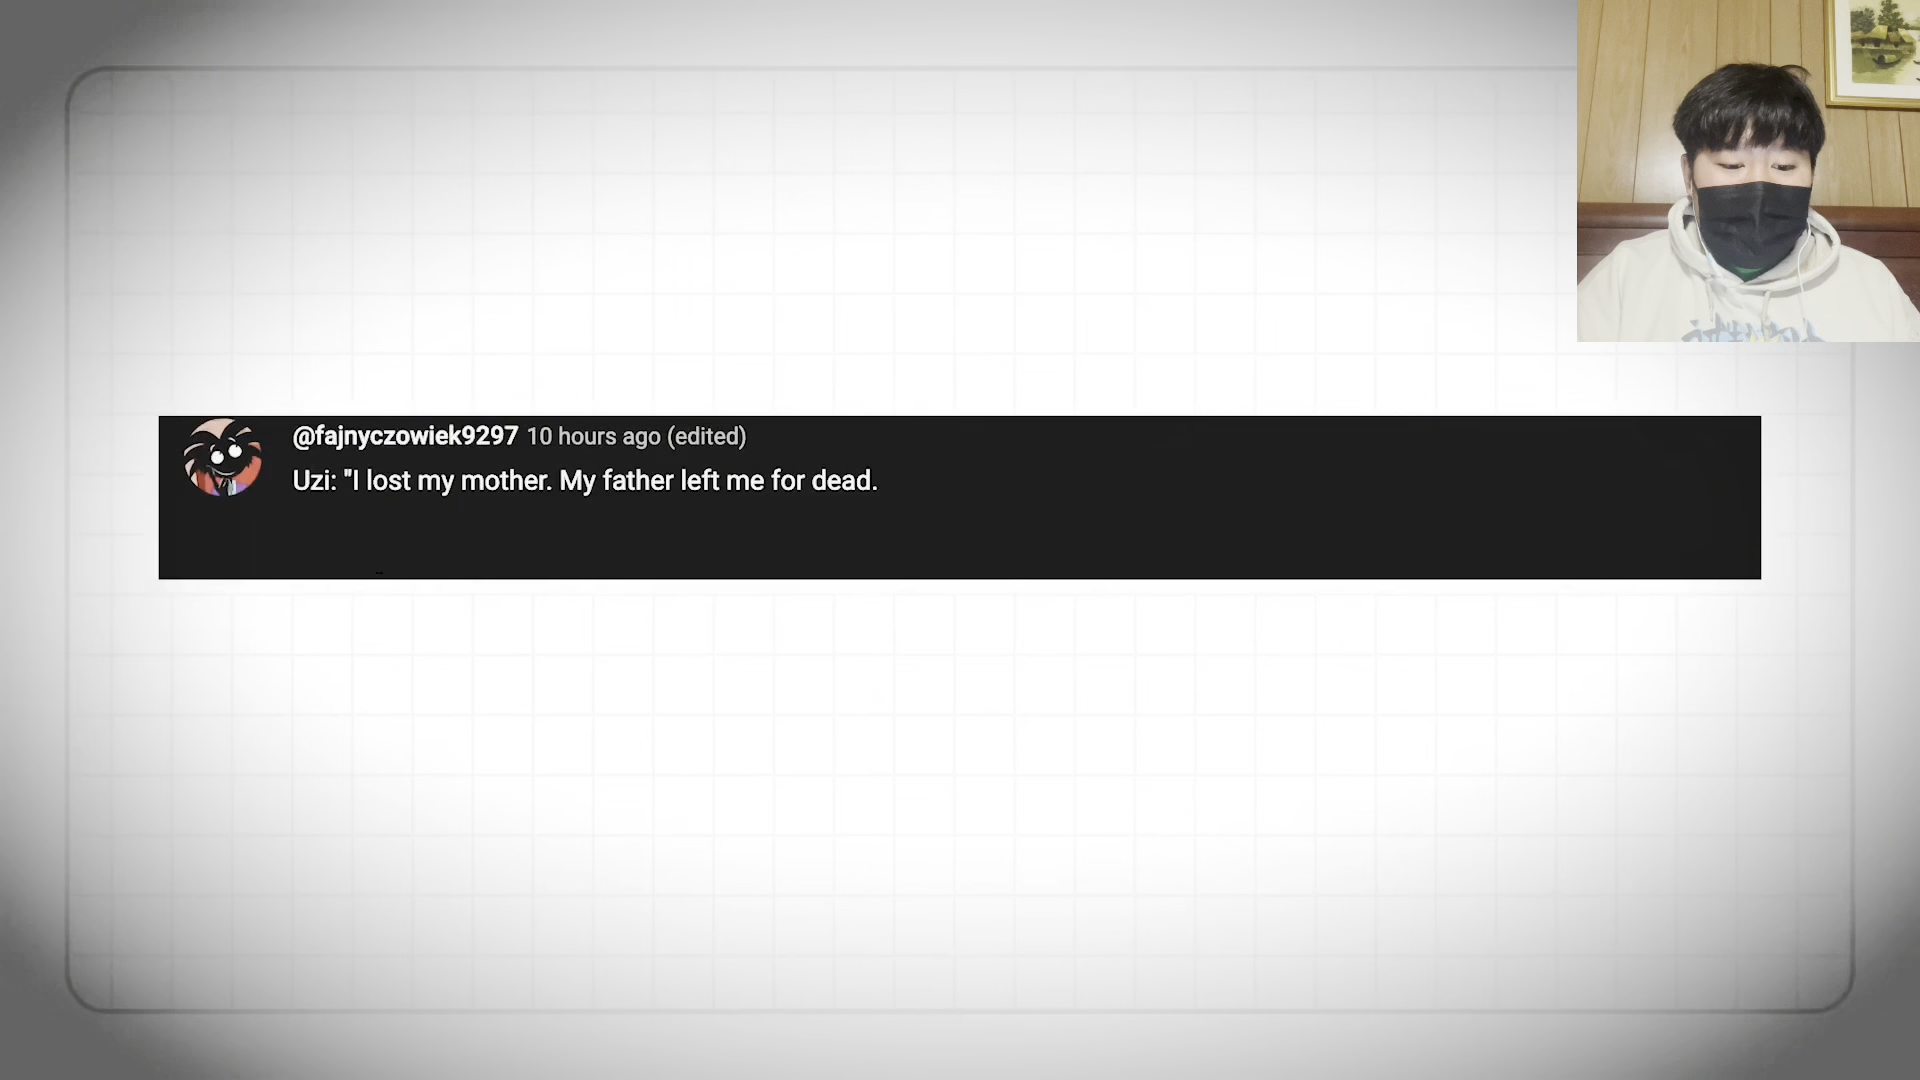 @fajnyczowiek9297 10 hours ago (edited)
Uzi: "I lost my mother. My father left me for dead.